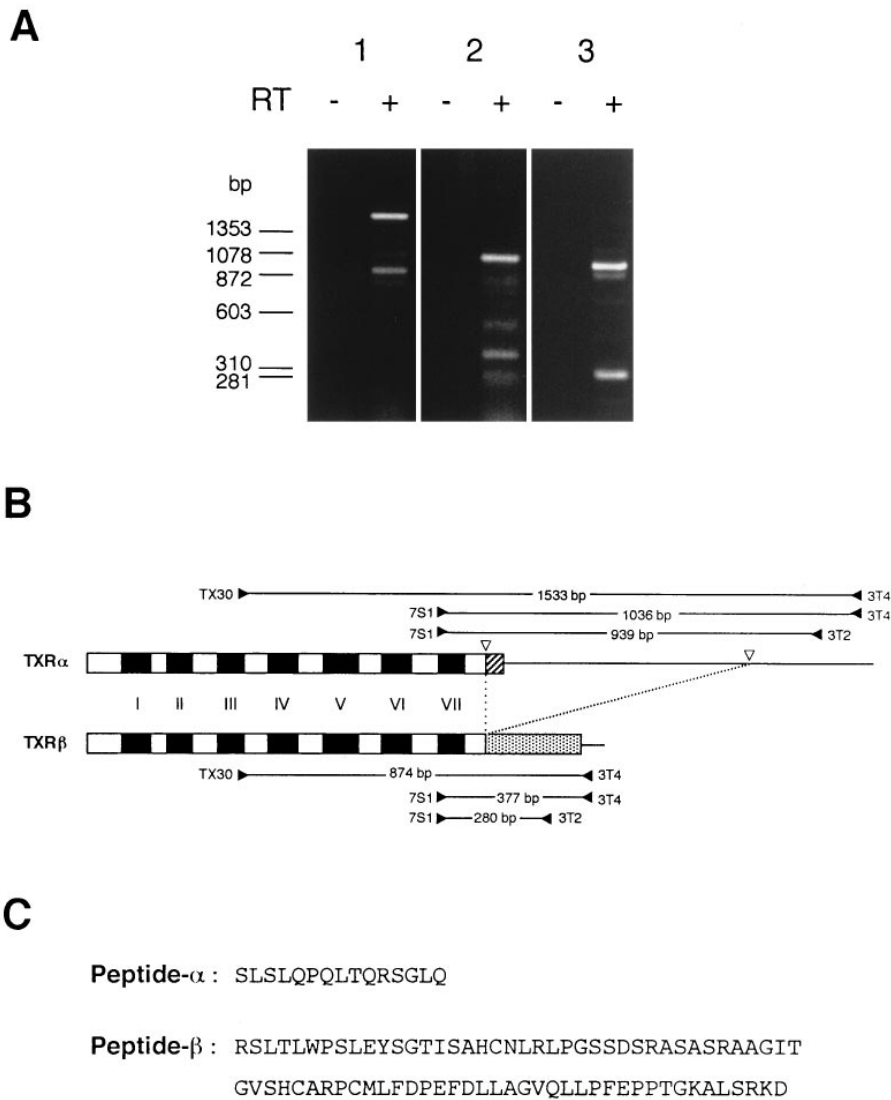 A
1 2 3
RT - + - + - +
bp
1353
1078
872
603
310
281
B
TX30 1533 bp 3T4
7S1 1036 bp 3T4
7S1 939 bp 3T2
TXRα
I II III IV V VI VII
TXRβ
TX30 874 bp 3T4
7S1 377 bp 3T4
7S1 280 bp 3T2
C
Peptide-α : SLSLQPQLTQRSGLQ
Peptide-β : RSLTLWPSLEYSGTISAHCNLRLPGSSDSRASASRAAGIT
GVSHCARPCMLFDPEFDLLAGVQLLPFEPPTGKALSRKD